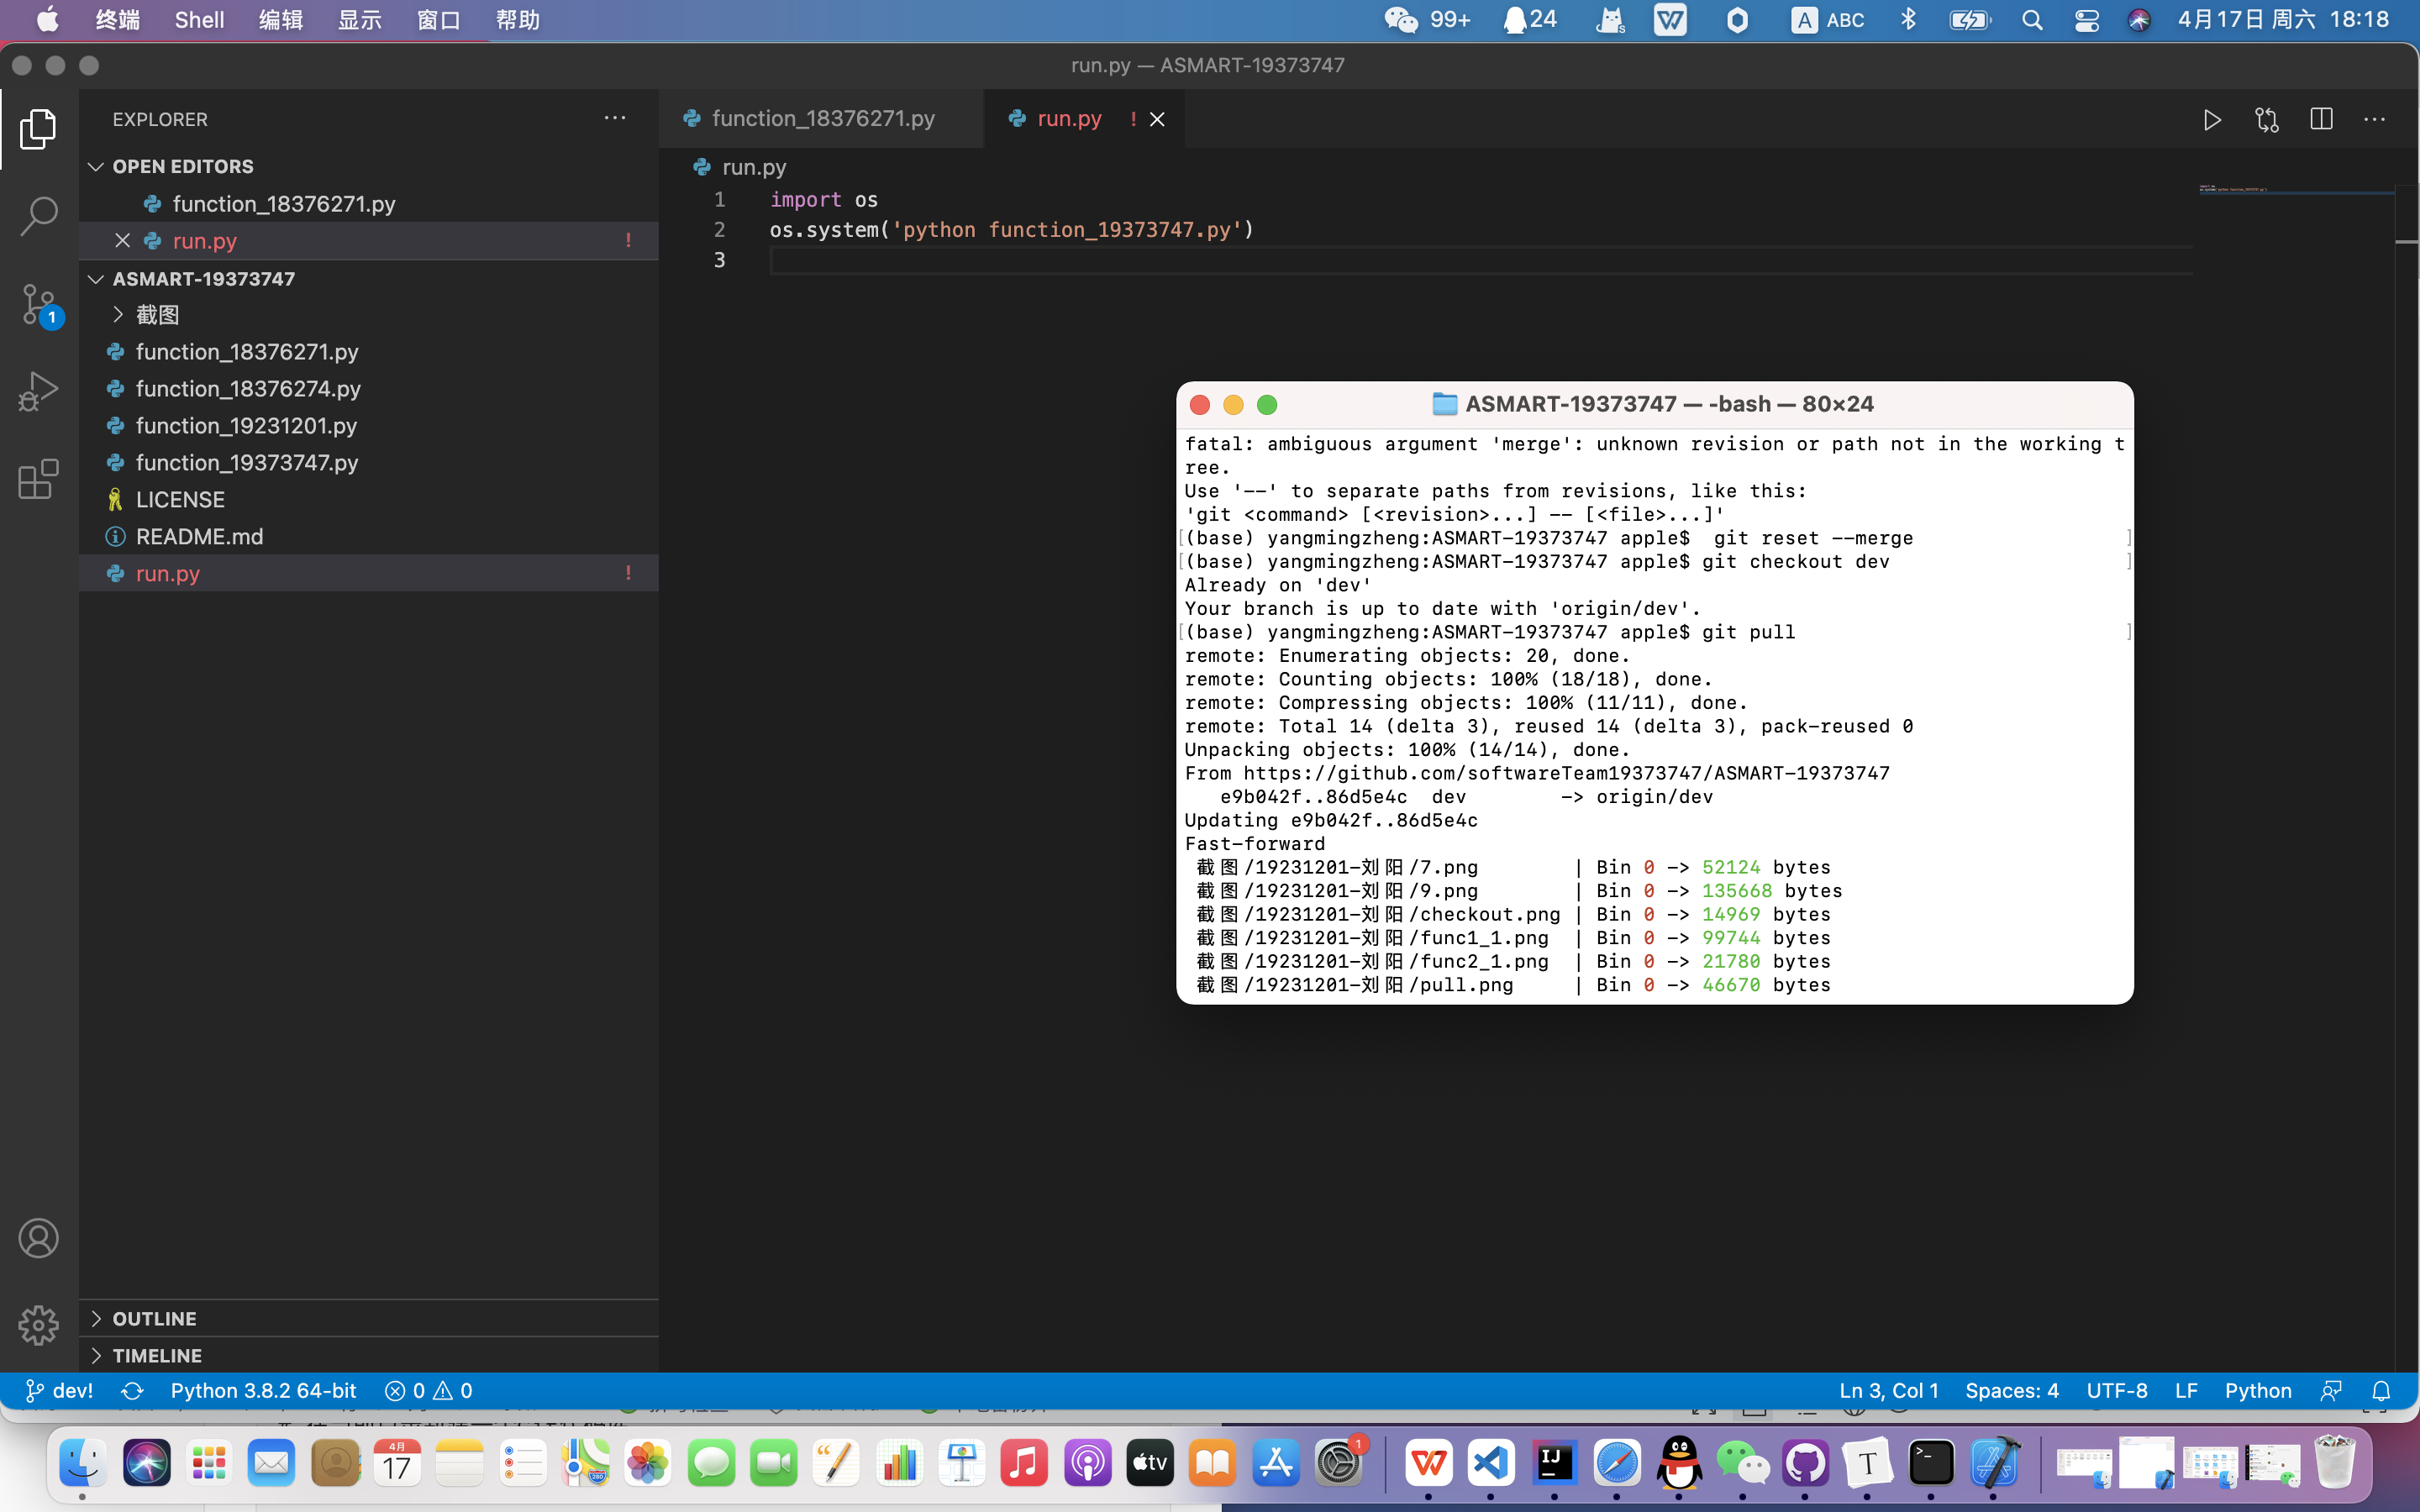 终端 Shell 编辑 显示 窗口 帮助 99+ 24 A ABC 4月17日 周六 18:18
run.py — ASMART-19373747
EXPLORER
OPEN EDITORS
function_18376271.py
run.py !
ASMART-19373747
截图
function_18376271.py
function_18376274.py
function_19231201.py
function_19373747.py
LICENSE
README.md
run.py !
1
OUTLINE
TIMELINE
function_18376271.py run.py !
run.py
1 import os
2 os.system('python function_19373747.py')
3
ASMART-19373747 — -bash — 80×24
fatal: ambiguous argument 'merge': unknown revision or path not in the working t
ree.
Use '--' to separate paths from revisions, like this:
'git <command> [<revision>...] -- [<file>...]'
[(base) yangmingzheng:ASMART-19373747 apple$  git reset --merge ]
[(base) yangmingzheng:ASMART-19373747 apple$ git checkout dev ]
Already on 'dev'
Your branch is up to date with 'origin/dev'.
[(base) yangmingzheng:ASMART-19373747 apple$ git pull ]
remote: Enumerating objects: 20, done.
remote: Counting objects: 100% (18/18), done.
remote: Compressing objects: 100% (11/11), done.
remote: Total 14 (delta 3), reused 14 (delta 3), pack-reused 0
Unpacking objects: 100% (14/14), done.
From https://github.com/softwareTeam19373747/ASMART-19373747
e9b042f..86d5e4c dev -> origin/dev
Updating e9b042f..86d5e4c
Fast-forward
截图/19231201-刘阳/7.png | Bin 0 -> 52124 bytes
截图/19231201-刘阳/9.png | Bin 0 -> 135668 bytes
截图/19231201-刘阳/checkout.png | Bin 0 -> 14969 bytes
截图/19231201-刘阳/func1_1.png | Bin 0 -> 99744 bytes
截图/19231201-刘阳/func2_1.png | Bin 0 -> 21780 bytes
截图/19231201-刘阳/pull.png | Bin 0 -> 46670 bytes
dev! Python 3.8.2 64-bit 0 0 Ln 3, Col 1 Spaces: 4 UTF-8 LF Python
4月
17
280
tv
1
IJ
T
>_